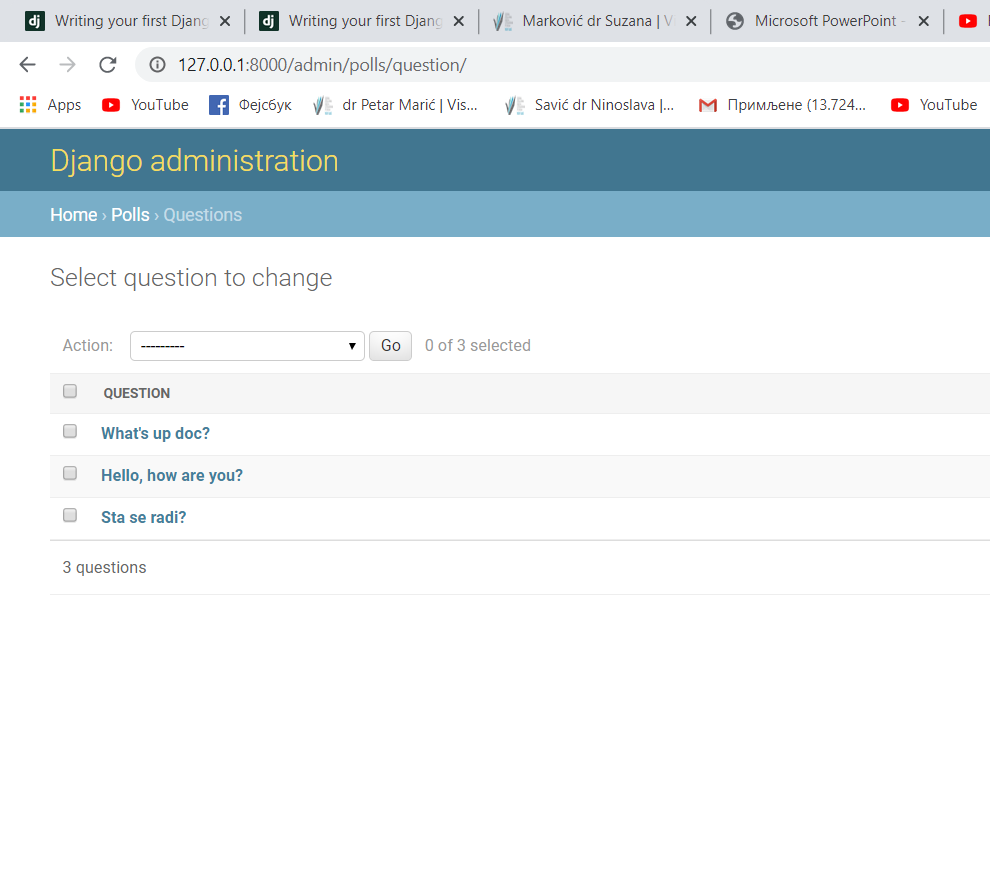 dj Writing your first Djang dj Writing your first Djang Marković dr Suzana | Vi Microsoft PowerPoint -
127.0.0.1:8000/admin/polls/question/
Apps YouTube Фејсбук dr Petar Marić | Vis... Savić dr Ninoslava |... Примљене (13.724... YouTube
Django administration
Home › Polls › Questions
Select question to change
Action: --------- Go 0 of 3 selected
QUESTION
What's up doc?
Hello, how are you?
Sta se radi?
3 questions